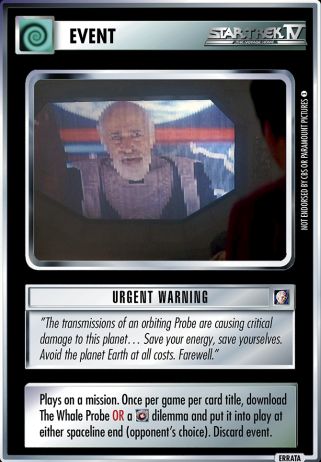 EVENT
STAR TREK IV
THE VOYAGE HOME
NOT ENDORSED BY CBS OR PARAMOUNT PICTURES
URGENT WARNING
"The transmissions of an orbiting Probe are causing critical
damage to this planet… Save your energy, save yourselves.
Avoid the planet Earth at all costs. Farewell."
Plays on a mission. Once per game per card title, download
The Whale Probe OR a dilemma and put it into play at
either spaceline end (opponent's choice). Discard event.
ERRATA